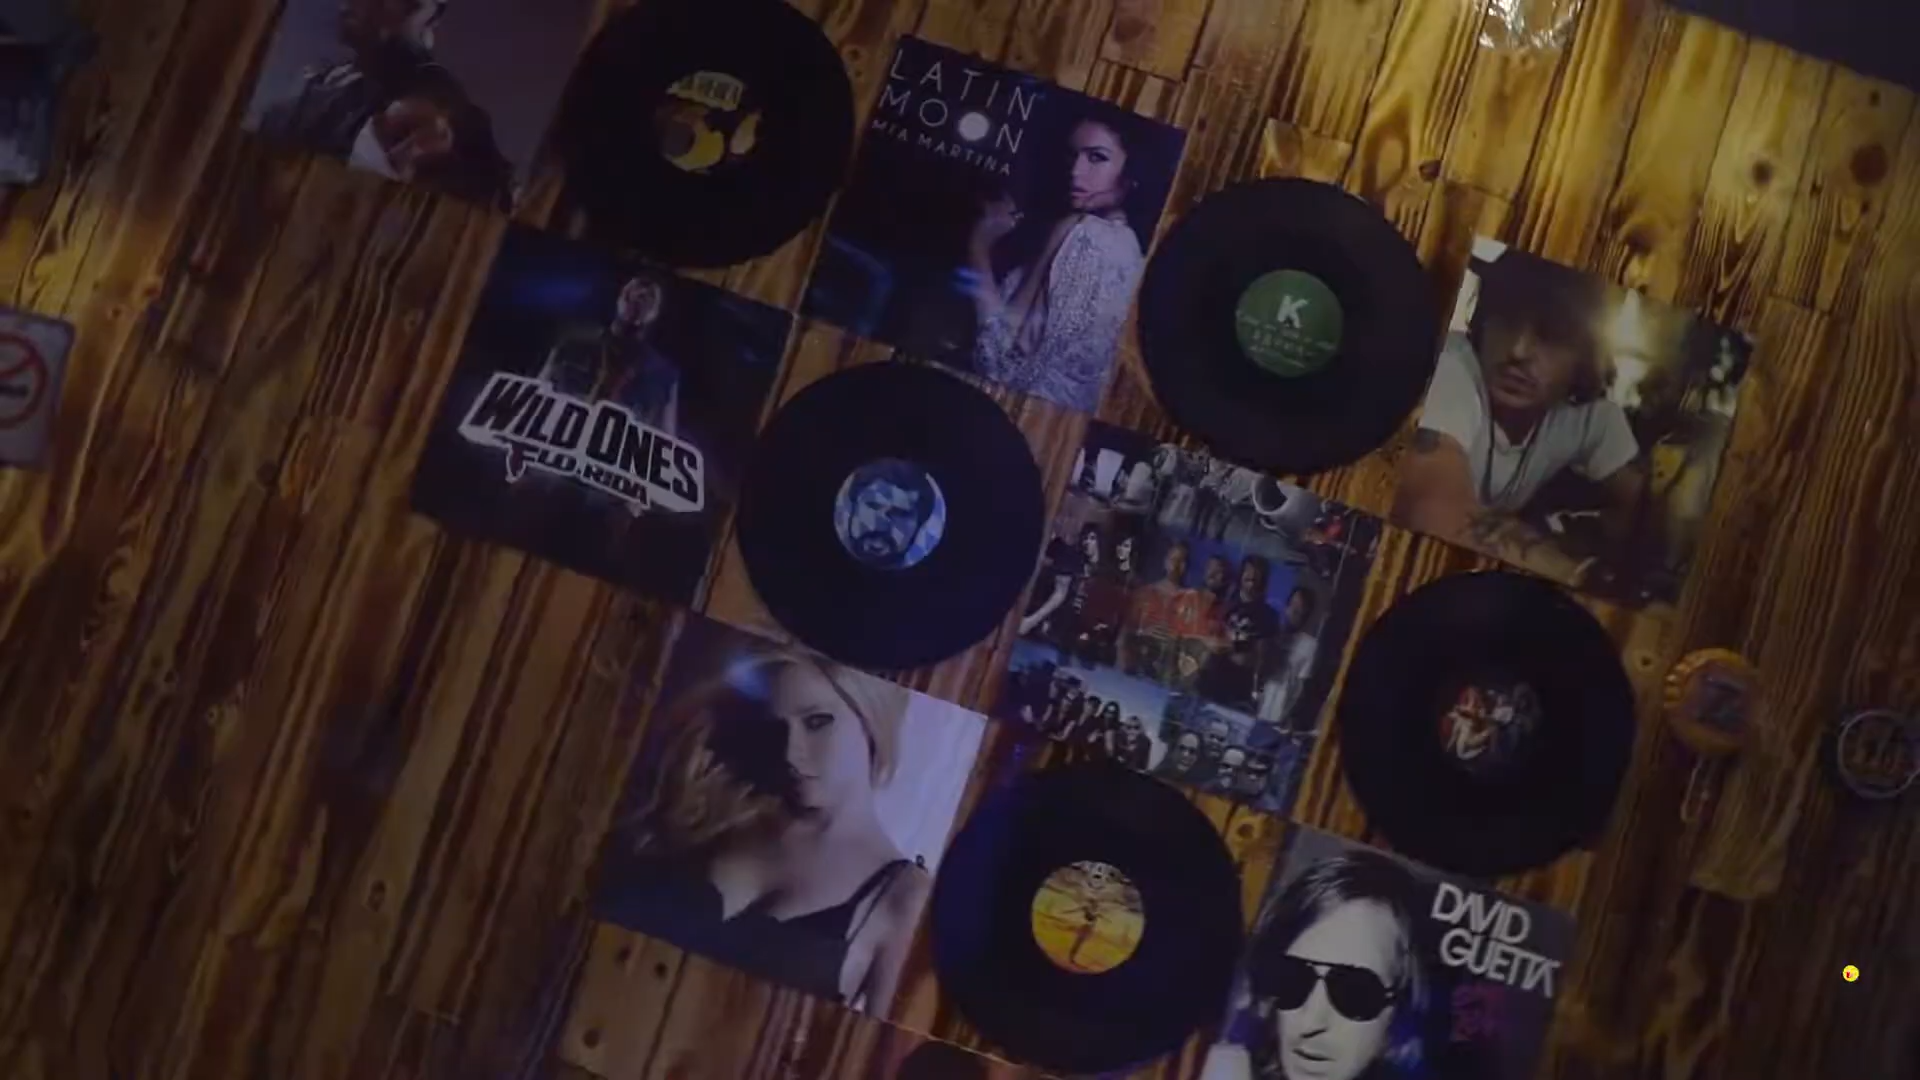 LATIN
MOON
MIA MARTINA
K
WILD ONES
FLO-RIDA
DAVID
GUETTA